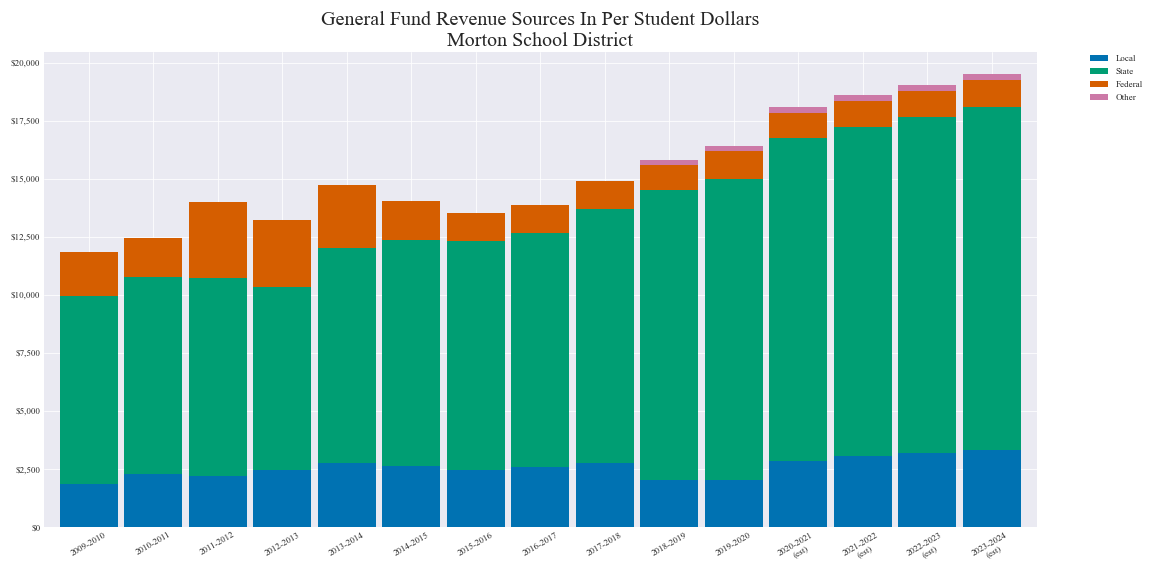 General Fund Revenue Sources In Per Student Dollars
Morton School District
Local
State
Federal
Other
$20,000
$17,500
$15,000
$12,500
$10,000
$7,500
$5,000
$2,500
$0
2009-2010
2010-2011
2011-2012
2012-2013
2013-2014
2014-2015
2015-2016
2016-2017
2017-2018
2018-2019
2019-2020
2020-2021
(est)
2021-2022
(est)
2022-2023
(est)
2023-2024
(est)